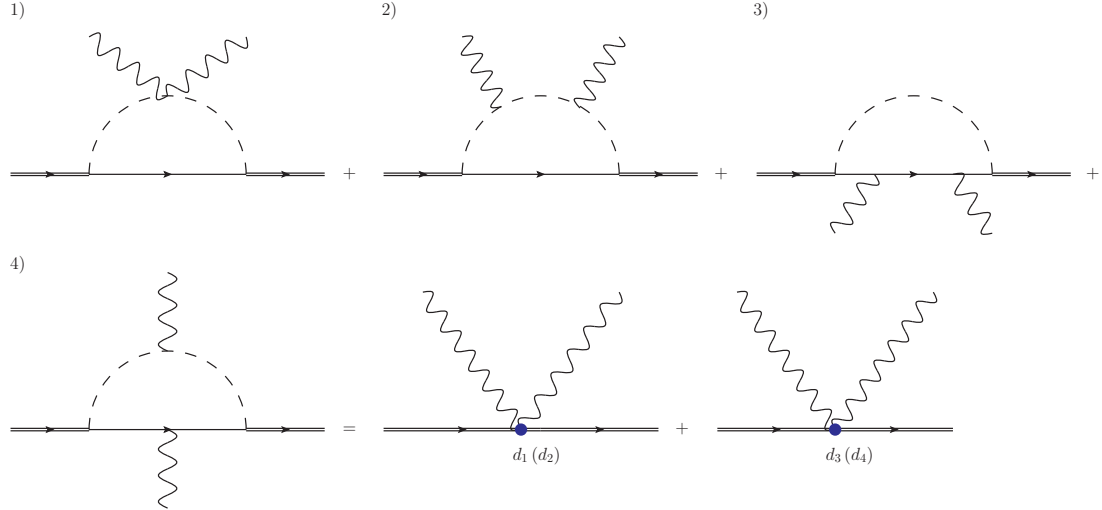 1) 2) 3)
+ + +
4)
= +
d₁ (d₂) d₃ (d₄)